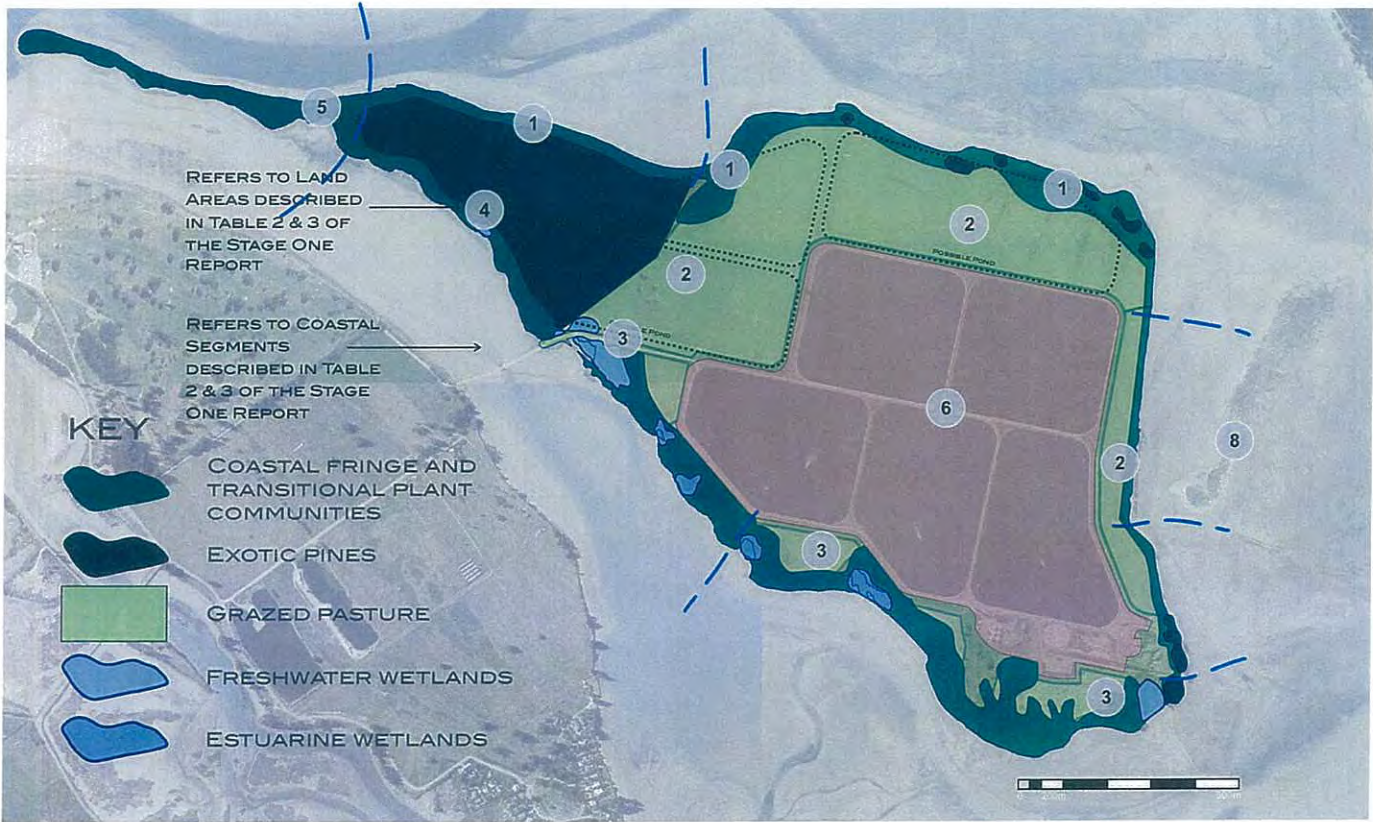 5
1
REFERS TO LAND
AREAS DESCRIBED
IN TABLE 2 & 3 OF
THE STAGE ONE
REPORT
4
1
1
2
2
POSSIBLE POND
REFERS TO COASTAL
SEGMENTS
DESCRIBED IN TABLE
2 & 3 OF THE STAGE
ONE REPORT
3
POND
6
8
2
3
3
KEY
COASTAL FRINGE AND
TRANSITIONAL PLANT
COMMUNITIES
EXOTIC PINES
GRAZED PASTURE
FRESHWATER WETLANDS
ESTUARINE WETLANDS